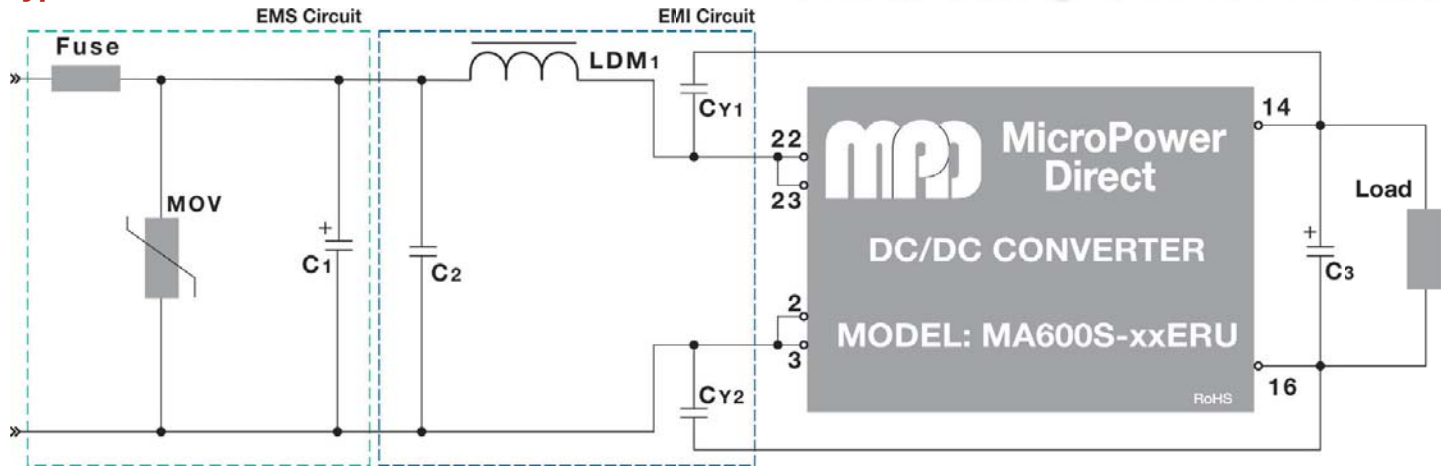 EMS Circuit
EMI Circuit
Fuse
LDM1
CY1
14
22
MPD
MicroPower
Direct
23
MOV
Load
DC/DC CONVERTER
C1
C2
C3
2
MODEL: MA600S-xxERU
3
CY2
16
RoHS